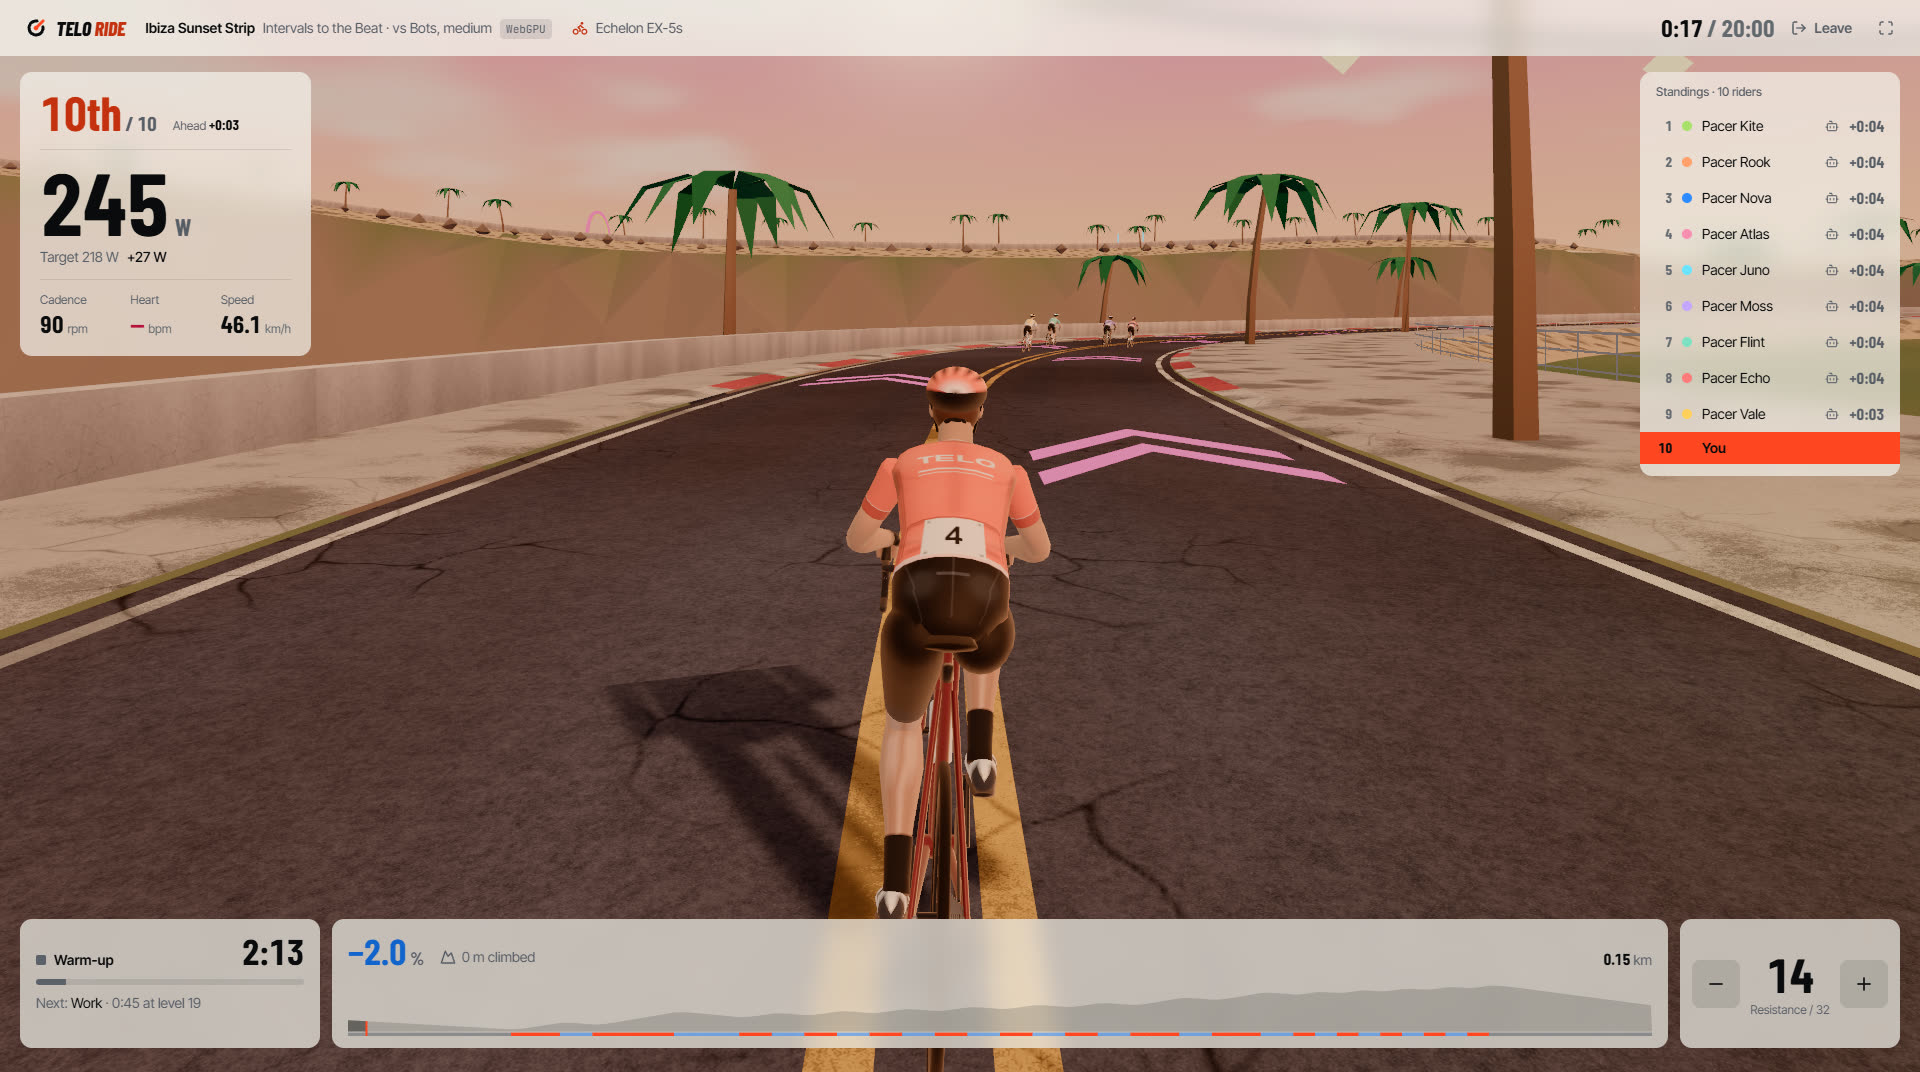 TELO RIDE Ibiza Sunset Strip Intervals to the Beat · vs Bots, medium WebGPU Echelon EX-5s 0:17 / 20:00 Leave
10th / 10 Ahead +0:03
245 W
Target 218 W +27 W
Cadence Heart Speed
90 rpm — bpm 46.1 km/h
Standings · 10 riders
1 Pacer Kite +0:04
2 Pacer Rook +0:04
3 Pacer Nova +0:04
4 Pacer Atlas +0:04
5 Pacer Juno +0:04
6 Pacer Moss +0:04
7 Pacer Flint +0:04
8 Pacer Echo +0:04
9 Pacer Vale +0:03
10 You
TELO
4
Warm-up 2:13
Next: Work · 0:45 at level 19
−2.0 % 0 m climbed 0.15 km
− 14 +
Resistance / 32